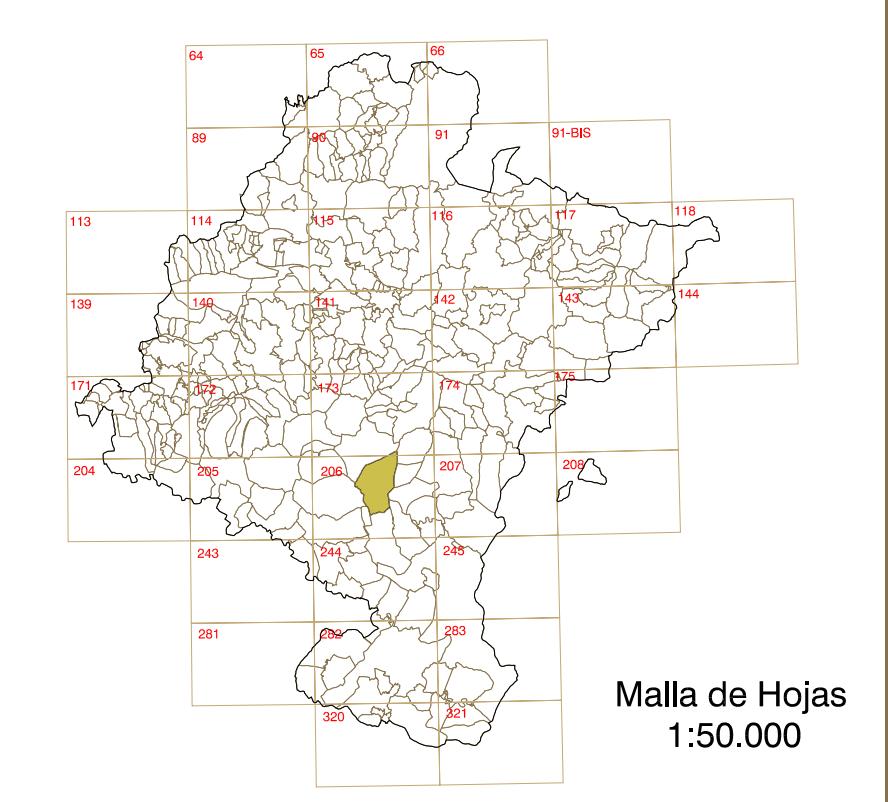 64 65 66
89 90 91 91-BIS
113 114 115 116 117 118
139 140 141 142 143 144
171 172 173 174 175
204 205 206 207 208
243 244 245
281 282 283
320 321
Malla de Hojas
1:50.000